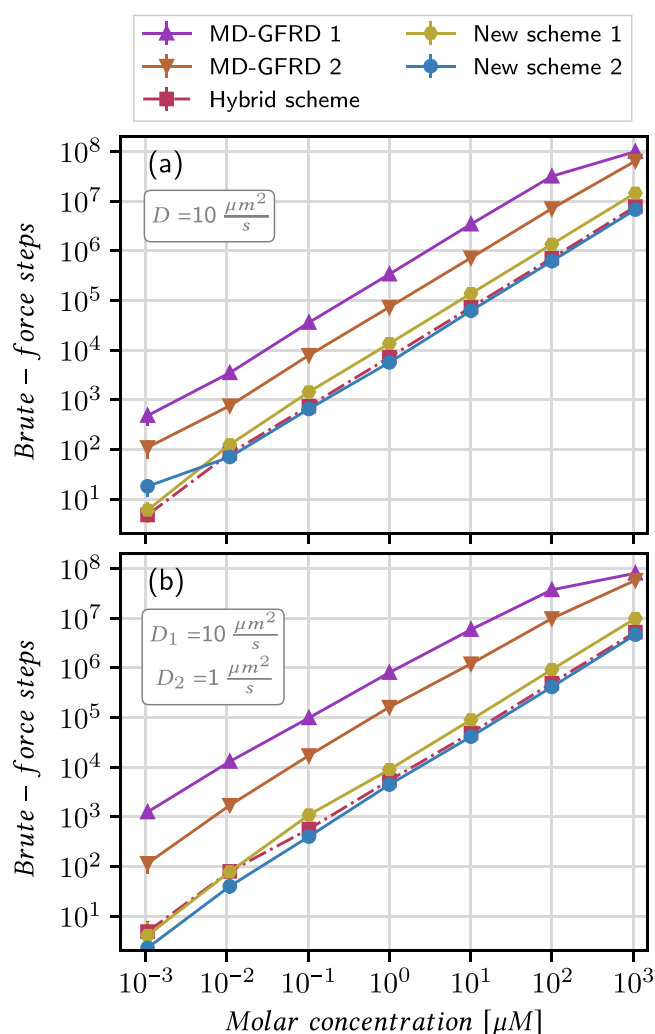 MD-GFRD 1
MD-GFRD 2
Hybrid scheme
New scheme 1
New scheme 2
(a)
D = 10 μm²/s
10⁸
10⁷
10⁶
10⁵
10⁴
10³
10²
10¹
Brute − force steps
(b)
D₁ = 10 μm²/s
D₂ = 1 μm²/s
10⁸
10⁷
10⁶
10⁵
10⁴
10³
10²
10¹
Brute − force steps
10⁻³ 10⁻² 10⁻¹ 10⁰ 10¹ 10² 10³
Molar concentration [μM]